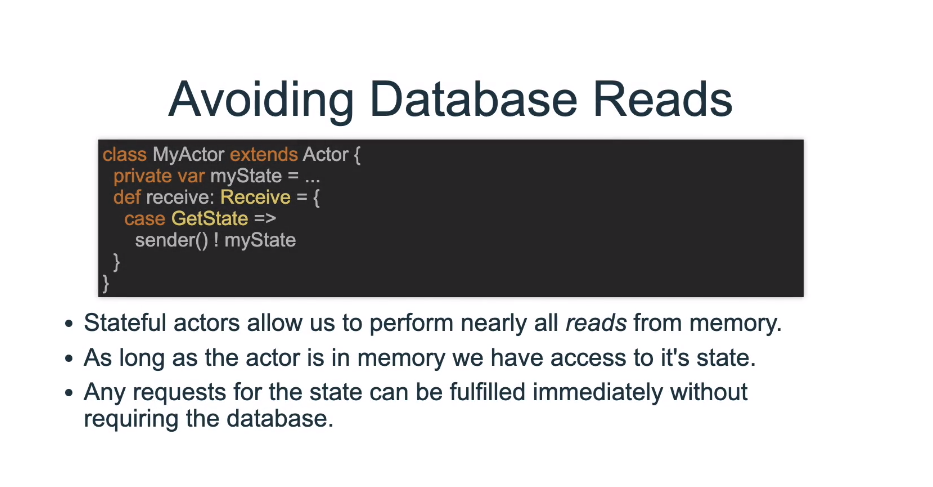 Avoiding Database Reads
class MyActor extends Actor {
private var myState = ...
def receive: Receive = {
case GetState =>
sender() ! myState
}
}
• Stateful actors allow us to perform nearly all reads from memory.
• As long as the actor is in memory we have access to it's state.
• Any requests for the state can be fulfilled immediately without
requiring the database.